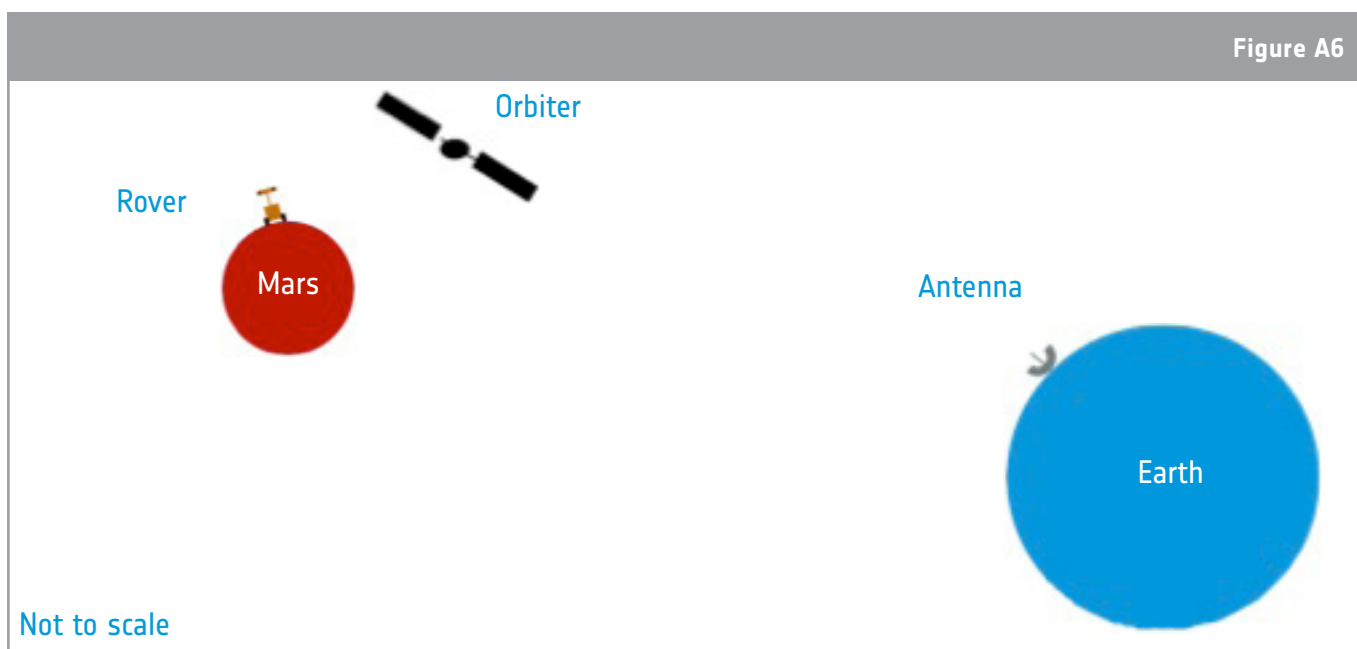 Figure A6
Orbiter
Rover
Mars
Antenna
Earth
Not to scale